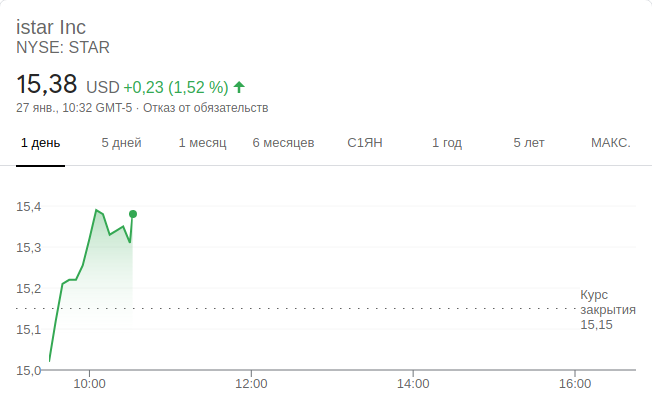 istar Inc
NYSE: STAR
15,38 USD +0,23 (1,52 %)
27 янв., 10:32 GMT-5 · Отказ от обязательств
1 день 5 дней 1 месяц 6 месяцев С1ЯН 1 год 5 лет МАКС.
15,4
15,3
15,2
15,1
15,0
Курс
закрытия
15,15
10:00 12:00 14:00 16:00